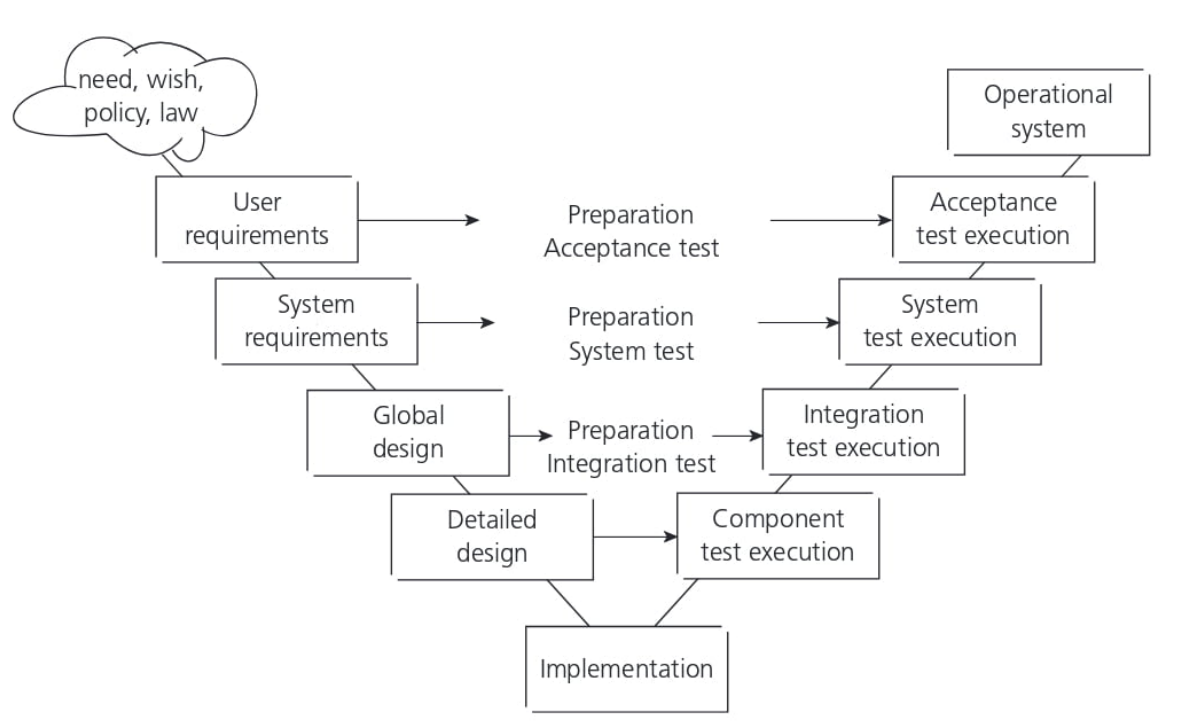 need, wish,
policy, law
Operational
system
User
requirements
Preparation
Acceptance test
Acceptance
test execution
System
requirements
Preparation
System test
System
test execution
Global
design
Preparation
Integration test
Integration
test execution
Detailed
design
Component
test execution
Implementation